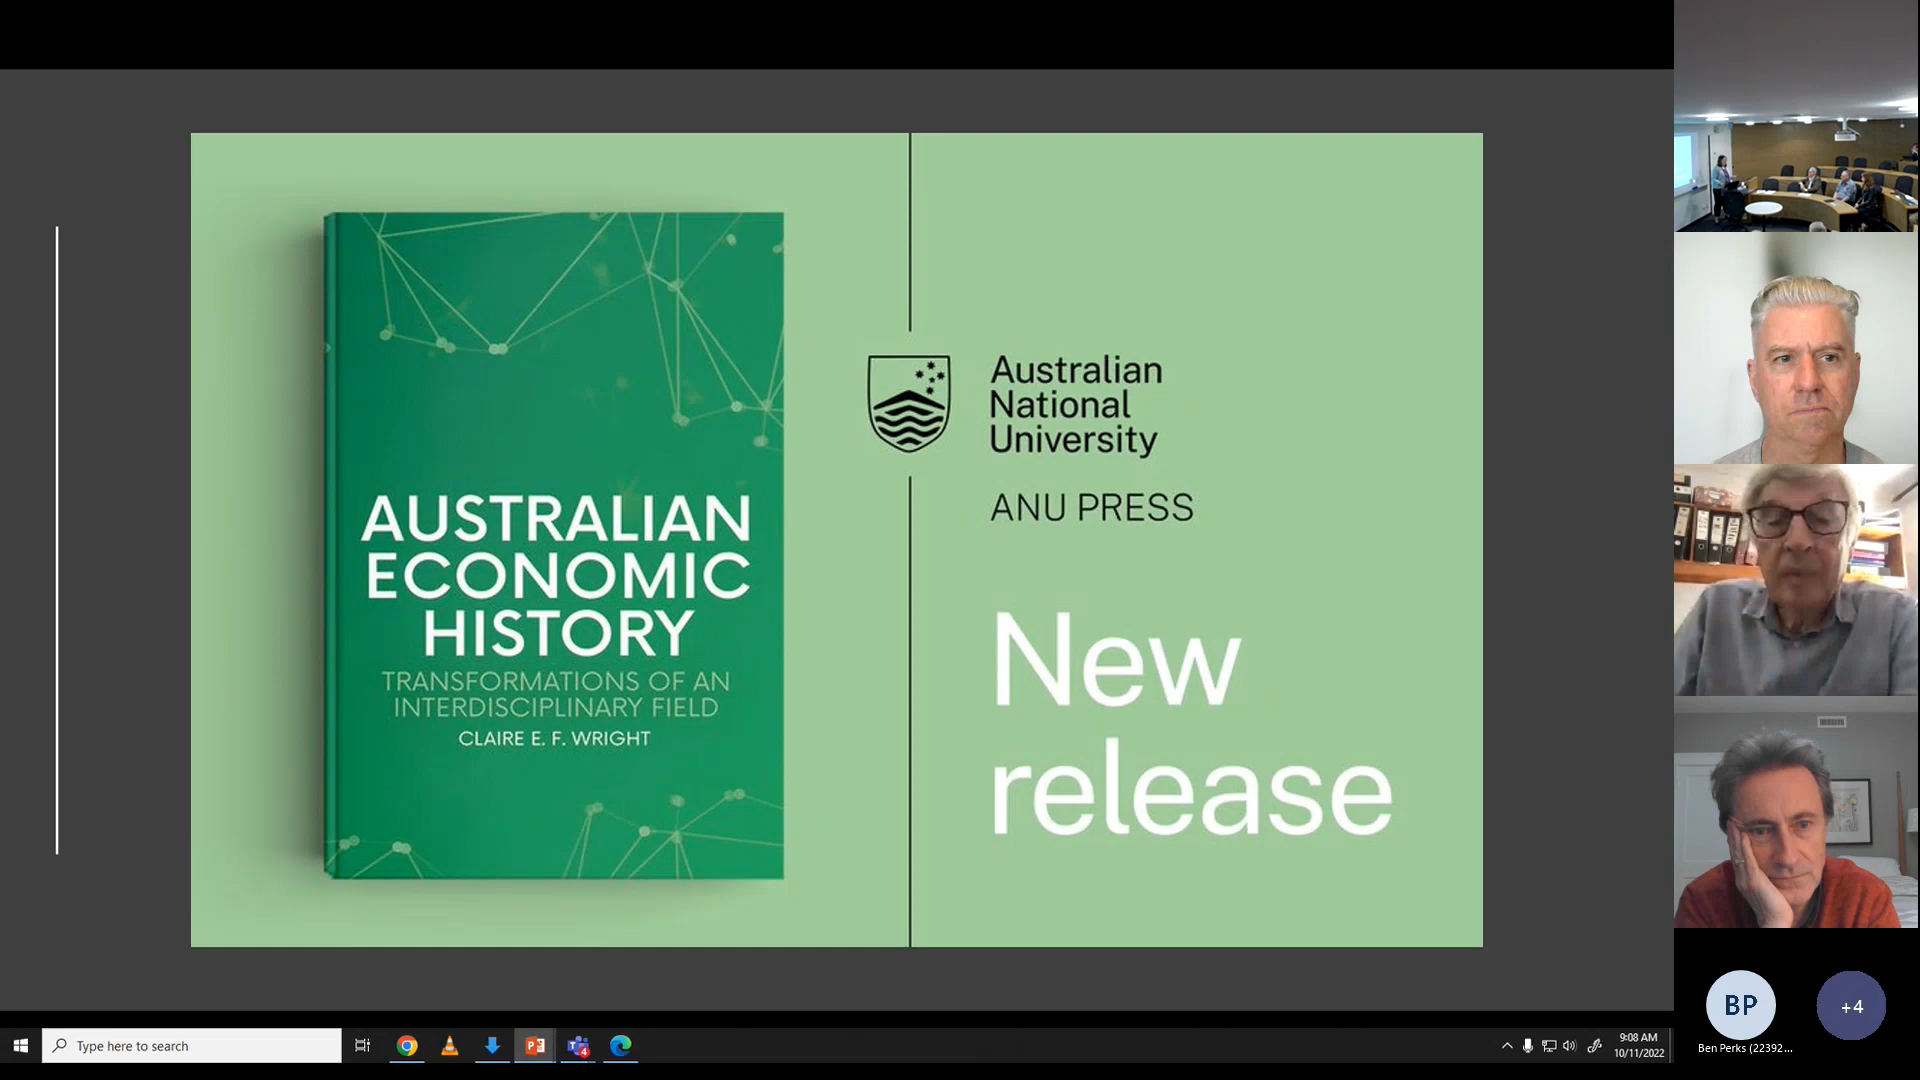 AUSTRALIAN
ECONOMIC
HISTORY
TRANSFORMATIONS OF AN
INTERDISCIPLINARY FIELD
CLAIRE E. F. WRIGHT
Australian
National
University
ANU PRESS
New
release
BP
+4
Ben Perks (22392...
Type here to search
4
9:08 AM
10/11/2022